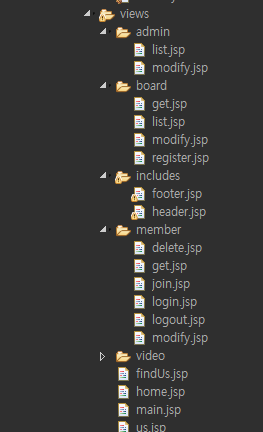 views
admin
list.jsp
modify.jsp
board
get.jsp
list.jsp
modify.jsp
register.jsp
includes
footer.jsp
header.jsp
member
delete.jsp
get.jsp
join.jsp
login.jsp
logout.jsp
modify.jsp
video
findUs.jsp
home.jsp
main.jsp
us.jsp